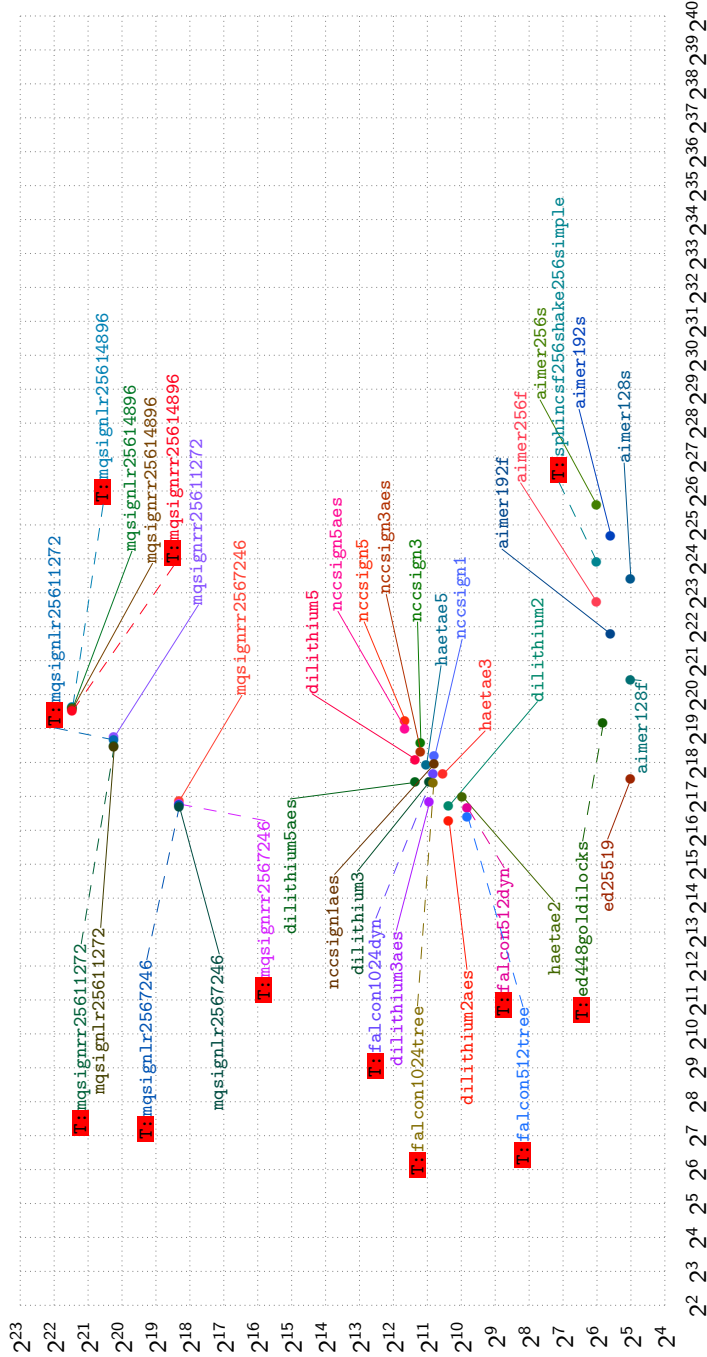 2^23
2^22
2^21
2^20
2^19
2^18
2^17
2^16
2^15
2^14
2^13
2^12
2^11
2^10
2^9
2^8
2^7
2^6
2^5
2^4
T:mqsignrr25611272
mqsignlr25611272
T:mqsignlr2567246
mqsignlr2567246
T:mqsignrr2567246
mqsignrr2567246
T:mqsignlr25611272
T:mqsignlr25614896
mqsignlr25614896
mqsignrr25614896
T:mqsignrr25614896
mqsignrr25611272
dilithium5aes
dilithium5
nccsign1aes
nccsign5aes
dilithium3
nccsign5
T:falcon1024dyn
nccsign3aes
dilithium3aes
nccsign3
T:falcon1024tree
haetae5
nccsign1
dilithium2aes
haetae3
T:falcon512dyn
T:falcon512tree
dilithium2
haetae2
T:ed448goldilocks
ed25519
aimer128f
aimer192f
aimer256f
aimer256s
T:sphincsf256shake256simple
aimer192s
aimer128s
2^2
2^3
2^4
2^5
2^6
2^7
2^8
2^9
2^10
2^11
2^12
2^13
2^14
2^15
2^16
2^17
2^18
2^19
2^20
2^21
2^22
2^23
2^24
2^25
2^26
2^27
2^28
2^29
2^30
2^31
2^32
2^33
2^34
2^35
2^36
2^37
2^38
2^39
2^40